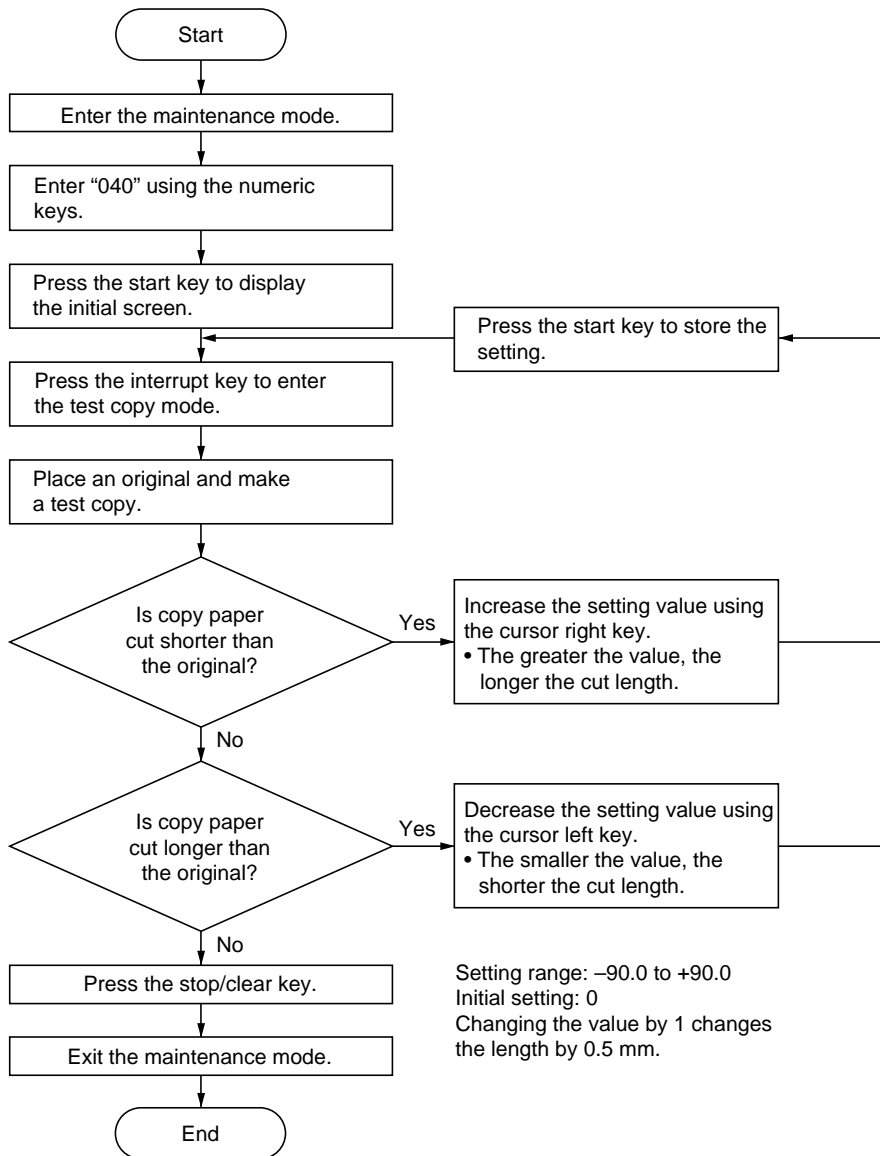 Start
Enter the maintenance mode.
Enter “040” using the numeric
keys.
Press the start key to display
the initial screen.
Press the start key to store the
setting.
Press the interrupt key to enter
the test copy mode.
Place an original and make
a test copy.
Is copy paper
cut shorter than
the original?
Yes
Increase the setting value using
the cursor right key.
• The greater the value, the
longer the cut length.
No
Is copy paper
cut longer than
the original?
Yes
Decrease the setting value using
the cursor left key.
• The smaller the value, the
shorter the cut length.
No
Press the stop/clear key.
Exit the maintenance mode.
End
Setting range: –90.0 to +90.0
Initial setting: 0
Changing the value by 1 changes
the length by 0.5 mm.